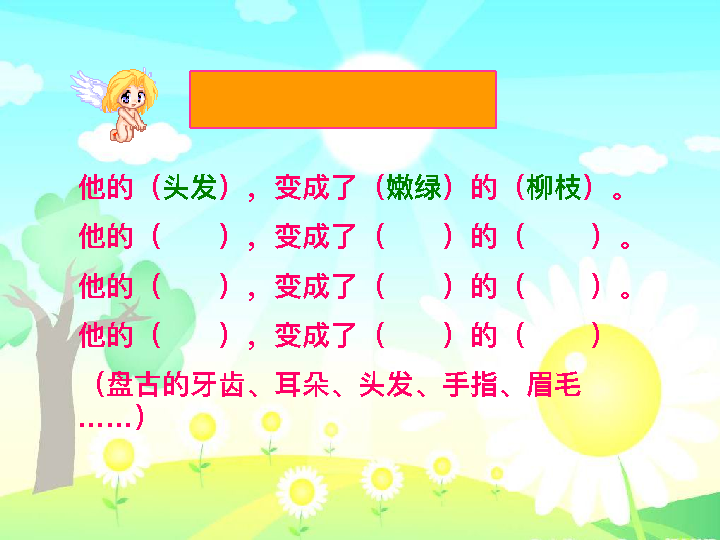 他的（头发），变成了（嫩绿）的（柳枝）。
他的（　　），变成了（　　）的（　　）。
他的（　　），变成了（　　）的（　　）。
他的（　　），变成了（　　）的（　　）
（盘古的牙齿、耳朵、头发、手指、眉毛
……）